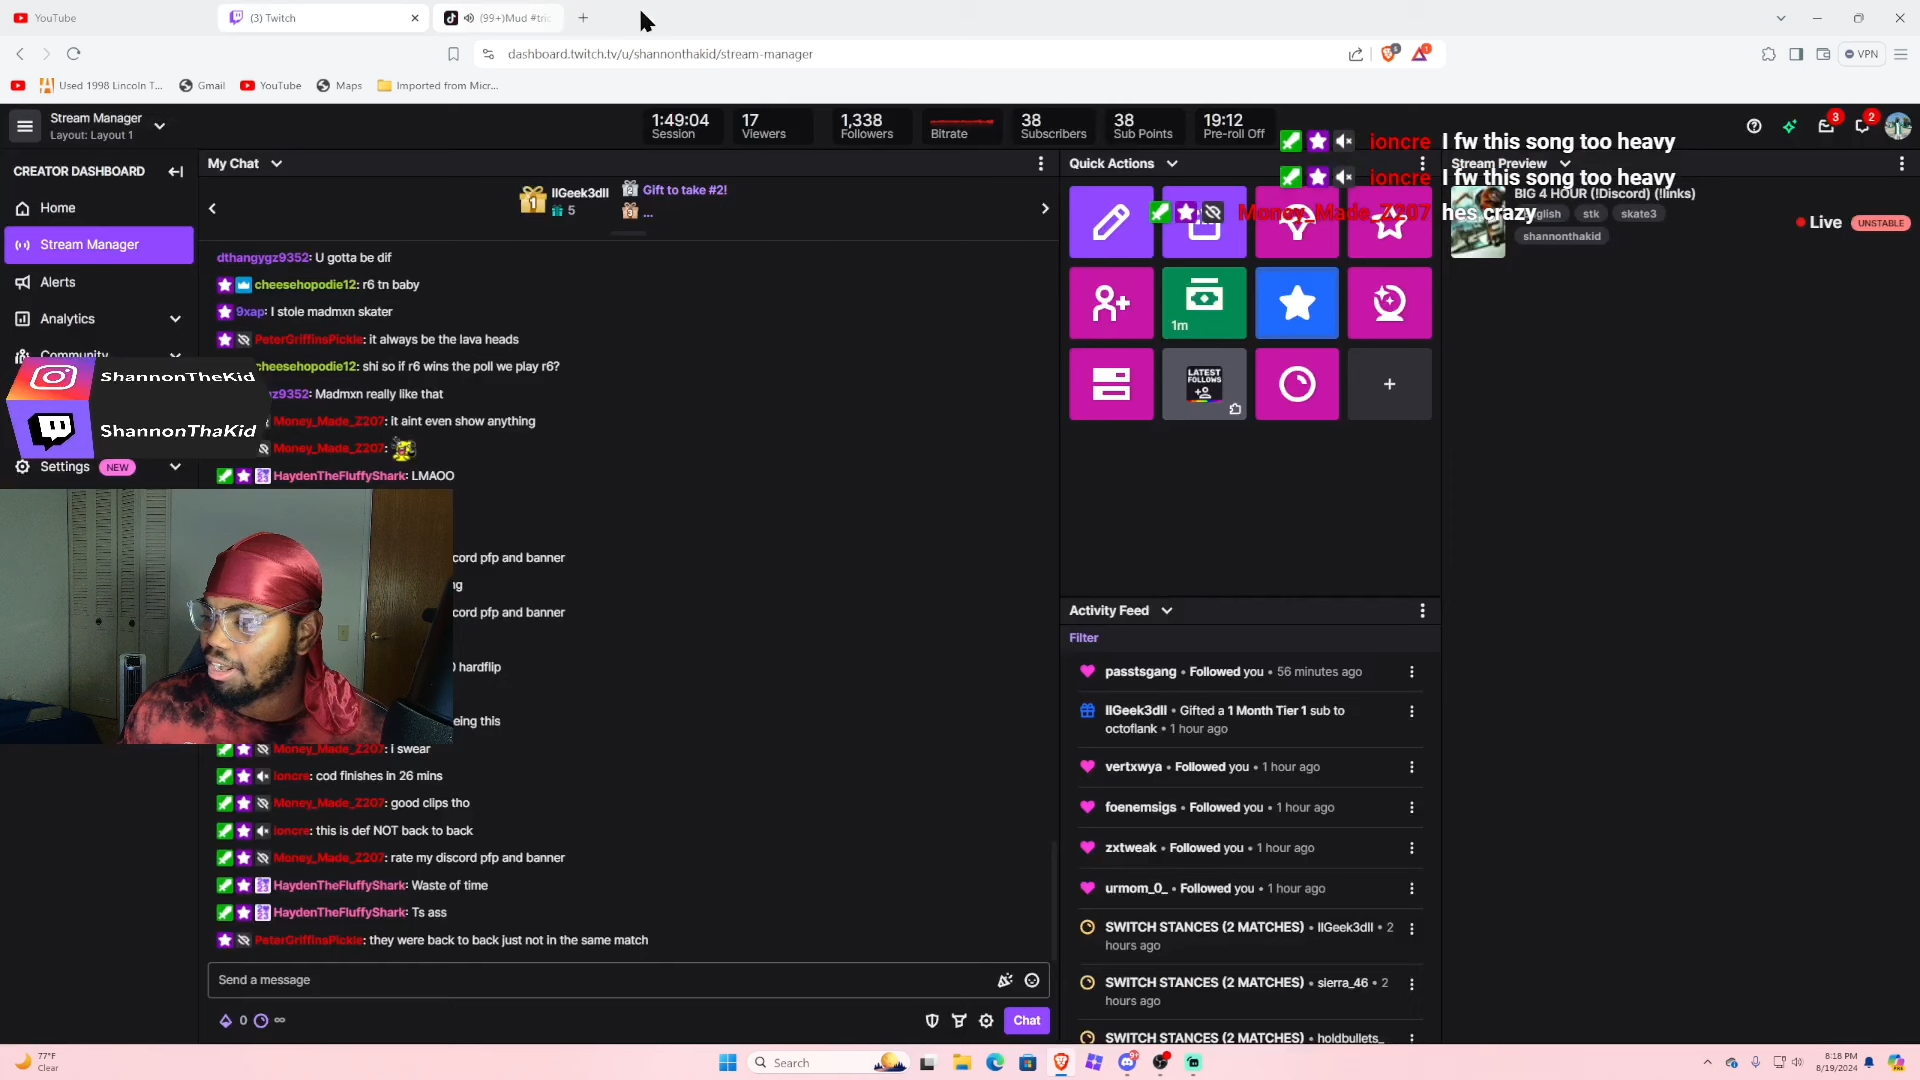 YouTube
(3) Twitch
(99+)Mud #tric
dashboard.twitch.tv/u/shannonthakid/stream-manager
VPN
Used 1998 Lincoln T...
Gmail
YouTube
Maps
Imported from Micr...
Stream Manager
Layout: Layout 1
1:49:04
Session
17
Viewers
1,338
Followers
Bitrate
38
Subscribers
38
Sub Points
19:12
Pre-roll Off
3
2
ioncre I fw this song too heavy
ioncre I fw this song too heavy
Money_Made_Z207 hes crazy
CREATOR DASHBOARD
Home
Stream Manager
Alerts
Analytics
Community
ShannonTheKid
ShannonThaKid
Settings NEW
My Chat
1 llGeek3dll
5
Gift to take #2!
...
dthangygz9352: U gotta be dif
cheesehopodie12: r6 tn baby
9xap: I stole madmxn skater
PeterGriffinsPickle: it always be the lava heads
cheesehopodie12: shi so if r6 wins the poll we play r6?
z9352: Madmxn really like that
Money_Made_Z207: it aint even show anything
Money_Made_Z207:
HaydenTheFluffyShark: LMAOO
cord pfp and banner
ng
cord pfp and banner
0 hardflip
eing this
Money_Made_Z207: i swear
ioncre: cod finishes in 26 mins
Money_Made_Z207: good clips tho
ioncre: this is def NOT back to back
Money_Made_Z207: rate my discord pfp and banner
HaydenTheFluffyShark: Waste of time
HaydenTheFluffyShark: Ts ass
PeterGriffinsPickle: they were back to back just not in the same match
Send a message
0 ∞
Chat
Quick Actions
1m
LATEST
FOLLOWS
+
Activity Feed
Filter
passtsgang • Followed you • 56 minutes ago
llGeek3dll • Gifted a 1 Month Tier 1 sub to
octoflank • 1 hour ago
vertxwya • Followed you • 1 hour ago
foenemsigs • Followed you • 1 hour ago
zxtweak • Followed you • 1 hour ago
urmom_0_ • Followed you • 1 hour ago
SWITCH STANCES (2 MATCHES) • llGeek3dll • 2
hours ago
SWITCH STANCES (2 MATCHES) • sierra_46 • 2
hours ago
SWITCH STANCES (2 MATCHES) • holdbullets_
Stream Preview
BIG 4 HOUR (!Discord) (!links)
English
stk
skate3
shannonthakid
Live
UNSTABLE
77°F
Clear
Search
8:18 PM
8/19/2024